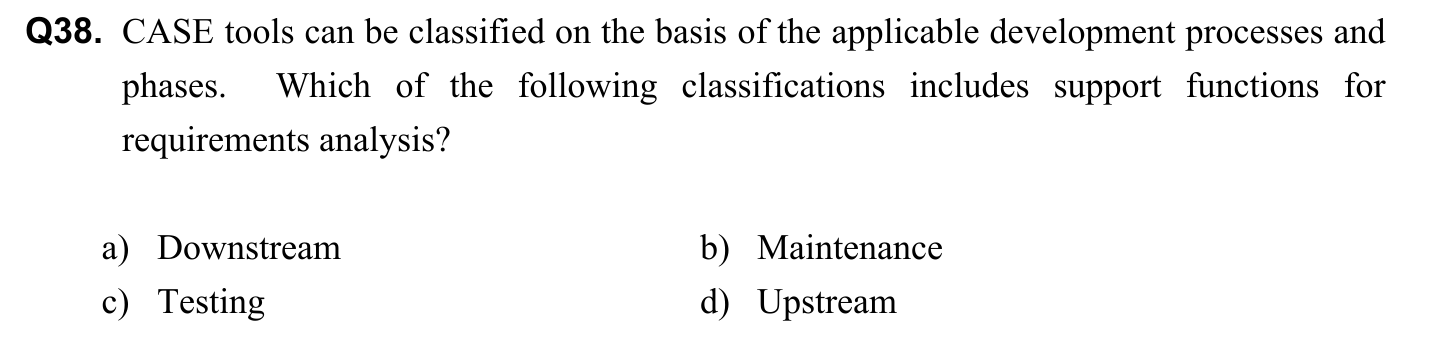 Q38. CASE tools can be classified on the basis of the applicable development processes and
phases. Which of the following classifications includes support functions for
requirements analysis?
a) Downstream b) Maintenance
c) Testing d) Upstream